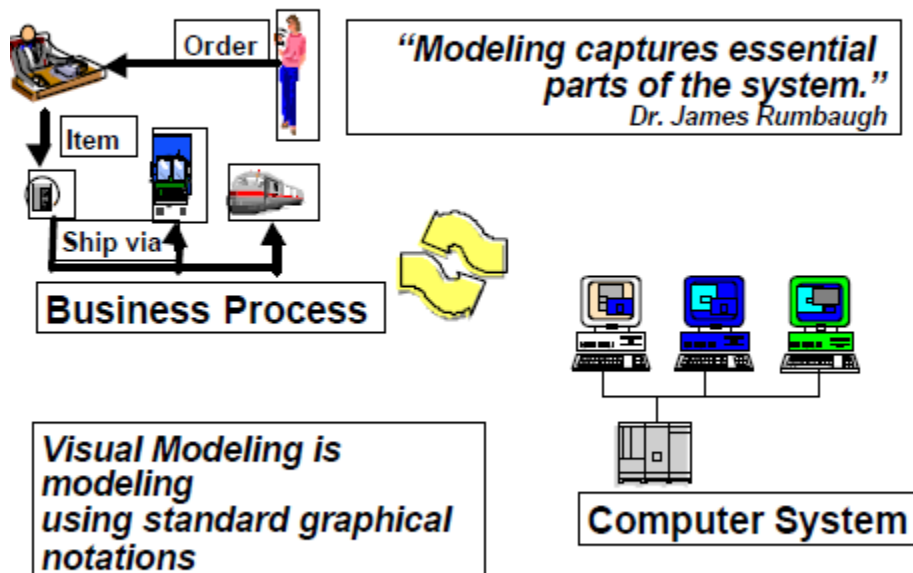 Order
“Modeling captures essential
parts of the system.”
Dr. James Rumbaugh
Item
Ship via
Business Process
Visual Modeling is
modeling
using standard graphical
notations
Computer System